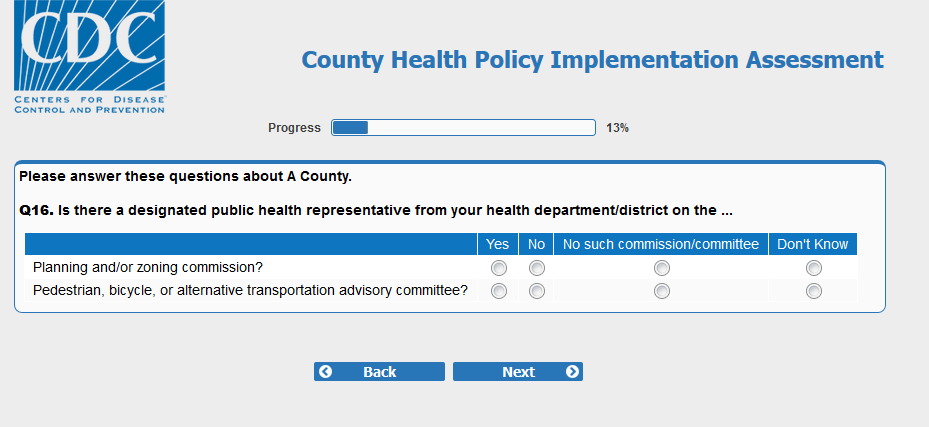 CDC
CENTERS FOR DISEASE
CONTROL AND PREVENTION
County Health Policy Implementation Assessment
Progress 13%
Please answer these questions about A County.
Q16. Is there a designated public health representative from your health department/district on the ...
Yes No No such commission/committee Don't Know
Planning and/or zoning commission?
Pedestrian, bicycle, or alternative transportation advisory committee?
Back Next